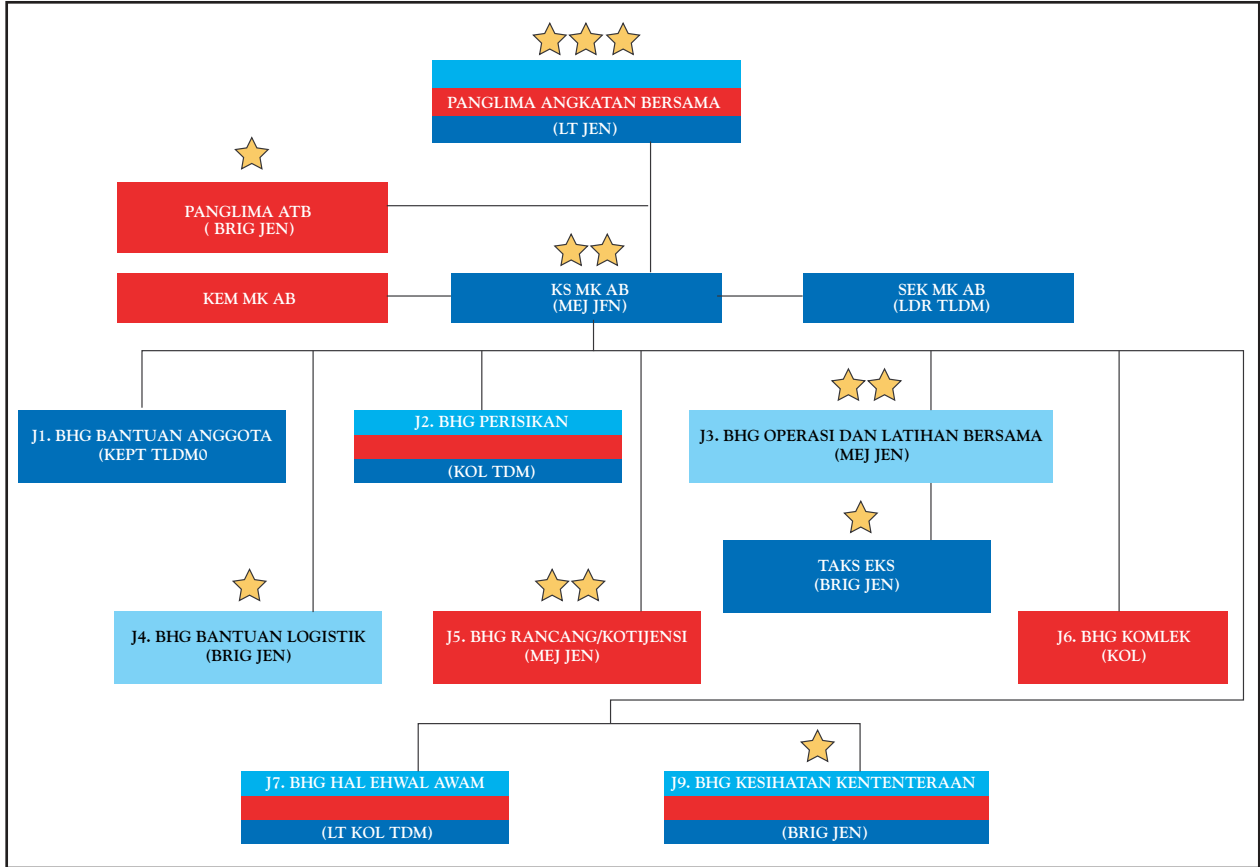 PANGLIMA ANGKATAN BERSAMA
(LT JEN)
PANGLIMA ATB
( BRIG JEN)
KEM MK AB
KS MK AB
(MEJ JFN)
SEK MK AB
(LDR TLDM)
J1. BHG BANTUAN ANGGOTA
(KEPT TLDM0
J2. BHG PERISIKAN
(KOL TDM)
J3. BHG OPERASI DAN LATIHAN BERSAMA
(MEJ JEN)
TAKS EKS
(BRIG JEN)
J4. BHG BANTUAN LOGISTIK
(BRIG JEN)
J5. BHG RANCANG/KOTIJENSI
(MEJ JEN)
J6. BHG KOMLEK
(KOL)
J7. BHG HAL EHWAL AWAM
(LT KOL TDM)
J9. BHG KESIHATAN KENTENTERAAN
(BRIG JEN)